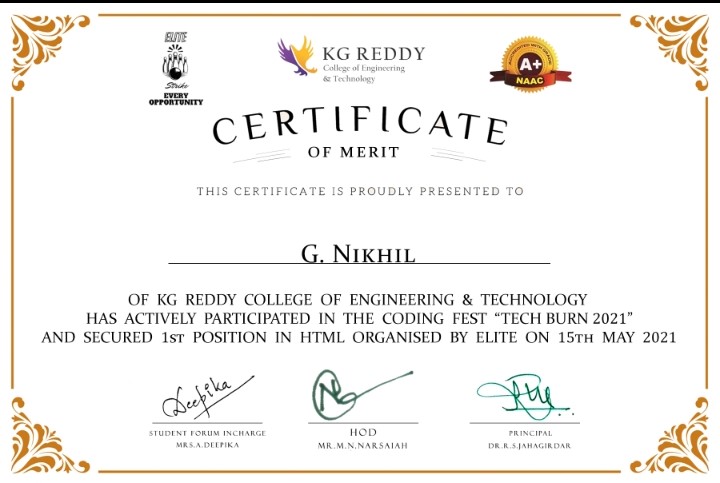 ELITE
Strike
EVERY
OPPORTUNITY
KG REDDY
College of Engineering
& Technology
ACCREDITED WITH GRADE
A+
NAAC
CERTIFICATE
OF MERIT
THIS CERTIFICATE IS PROUDLY PRESENTED TO
G. NIKHIL
OF KG REDDY COLLEGE OF ENGINEERING & TECHNOLOGY
HAS ACTIVELY PARTICIPATED IN THE CODING FEST “TECH BURN 2021”
AND SECURED 1ST POSITION IN HTML ORGANISED BY ELITE ON 15TH MAY 2021
Deepika
STUDENT FORUM INCHARGE
MRS.A.DEEPIKA
HOD
MR.M.N.NARSAIAH
PRINCIPAL
DR.R.S.JAHAGIRDAR